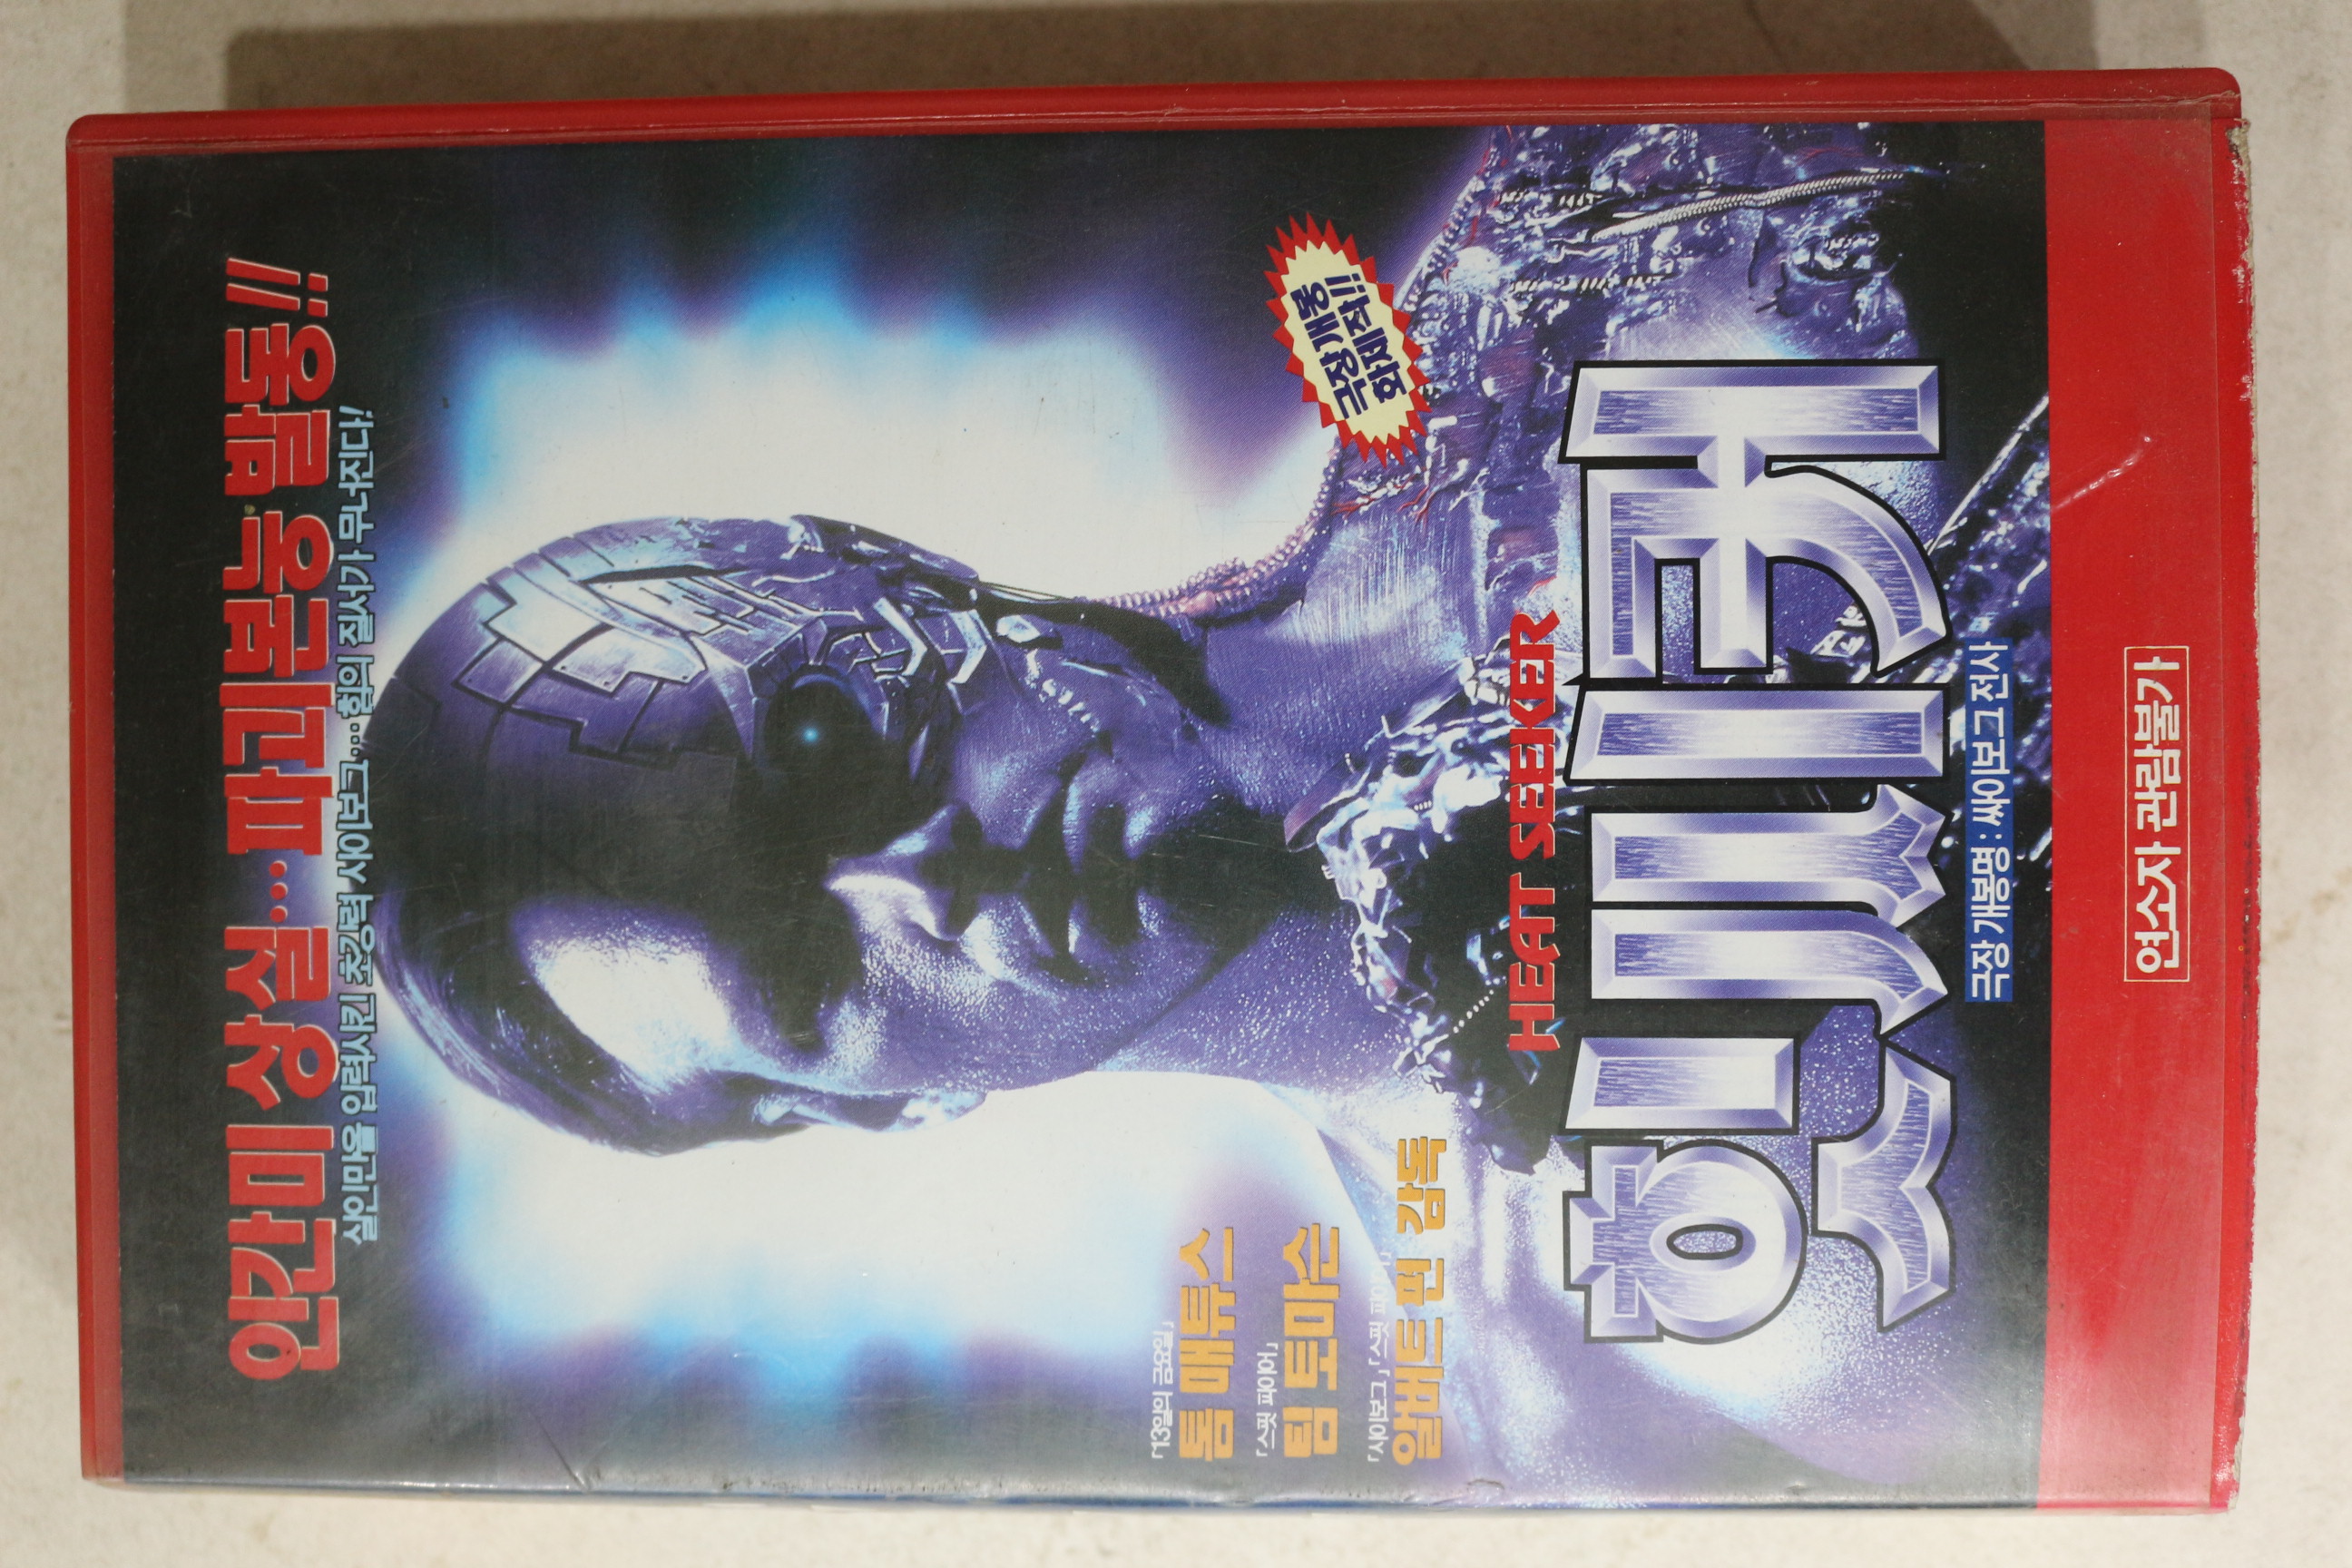 인간미 상실... 파괴본능 발동!!
살인만을 입력시킨 초강력 사이보그.... 힘의 질서가 무너진다!
「13일의 금요일」
톰 매튜스
「스핏 파이어」
팀 토마슨
「사이보그」「스핏 파이어」
알버트 펀 감독
극장개봉
화제작!!
HEAT SEEKER
힛씨커
극장 개봉명 : 싸이보그 전사
연소자 관람불가